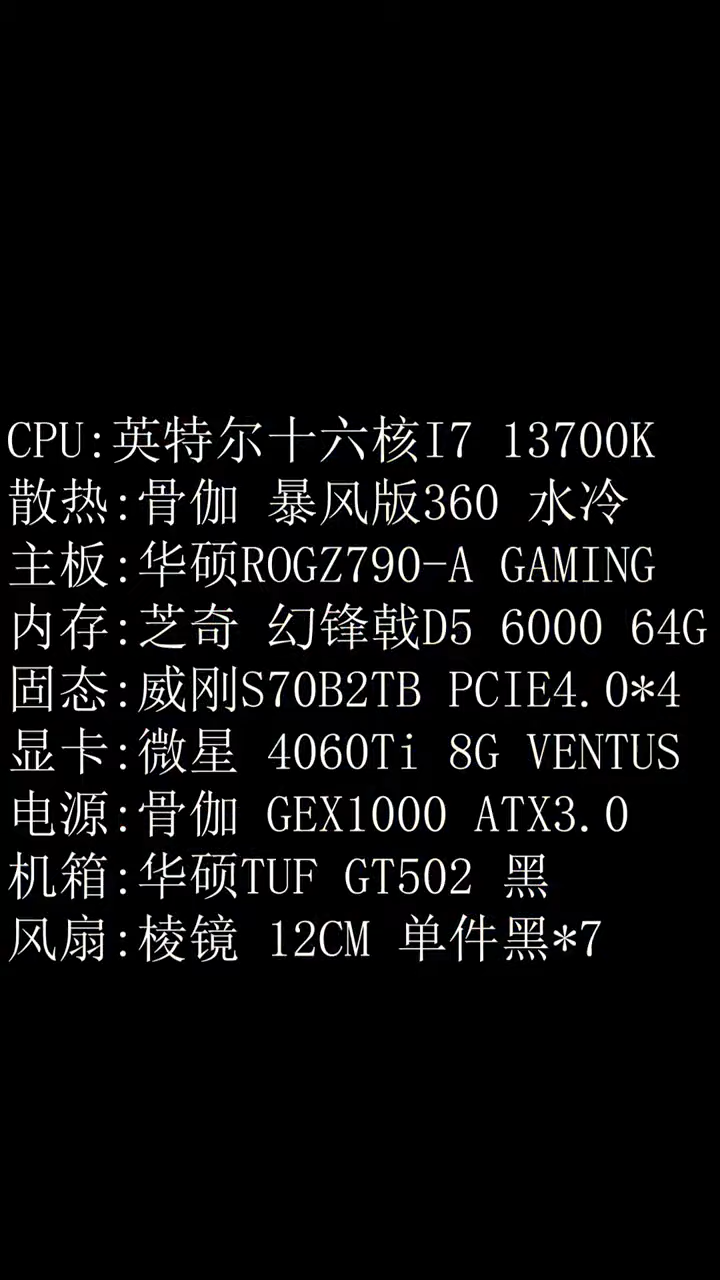 CPU:英特尔十六核I7 13700K
散热:骨伽 暴风版360 水冷
主板:华硕ROGZ790-A GAMING
内存:芝奇 幻锋戟D5 6000 64G
固态:威刚S70B2TB PCIE4.0*4
显卡:微星 4060Ti 8G VENTUS
电源:骨伽 GEX1000 ATX3.0
机箱:华硕TUF GT502 黑
风扇:棱镜 12CM 单件黑*7